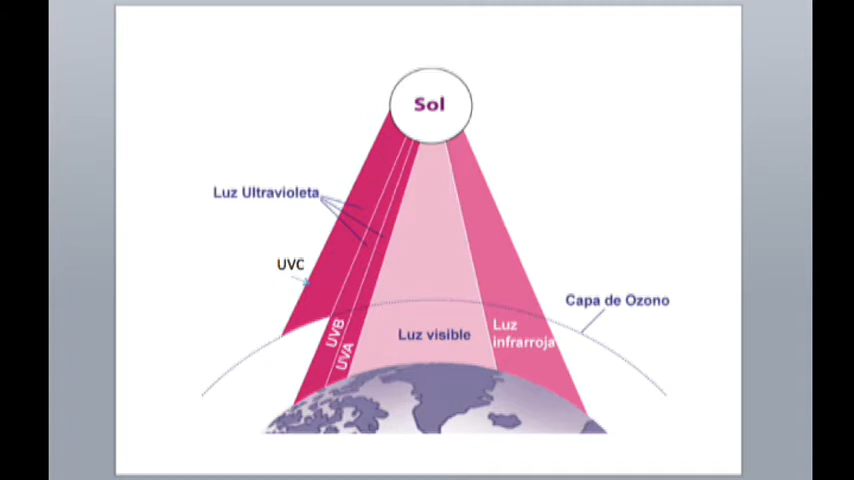 Sol
Luz Ultravioleta
UVC
Capa de Ozono
UVB
UVA
Luz visible
Luz
infrarroja